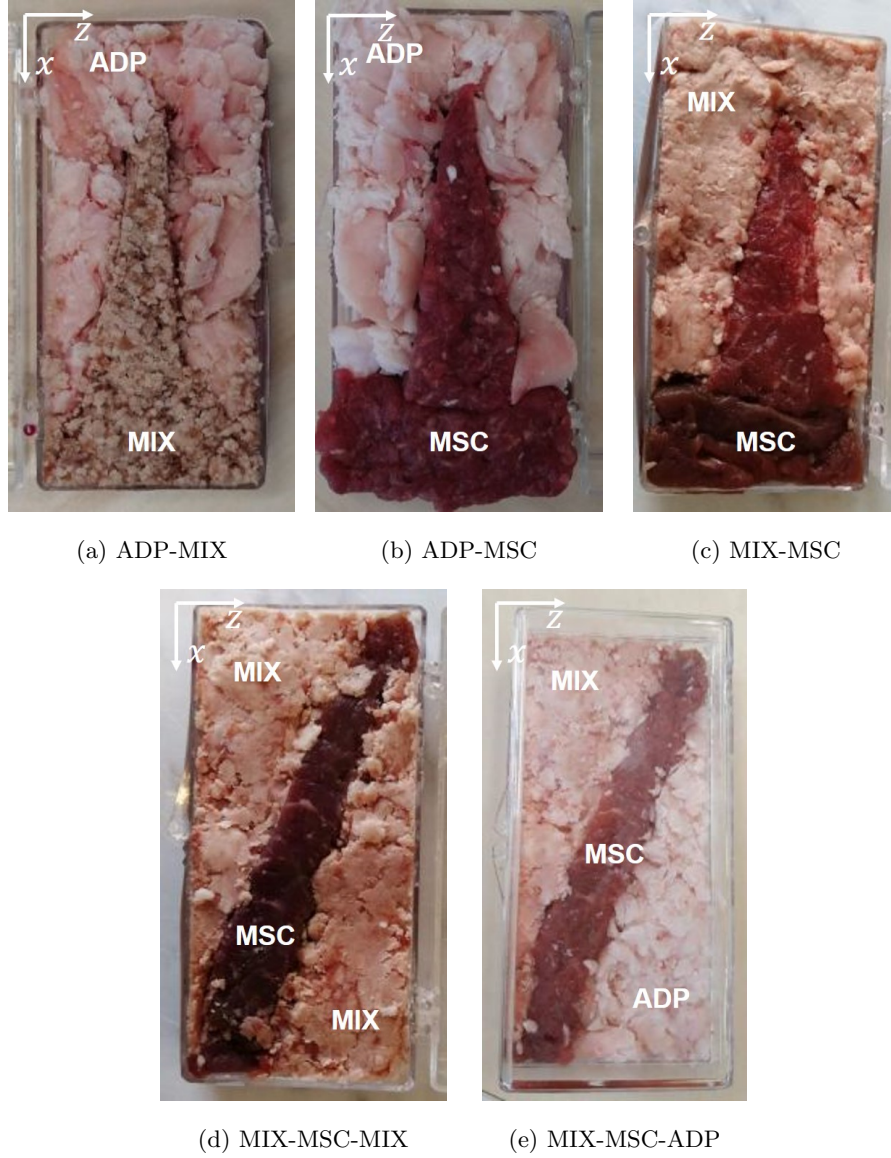 z
x
ADP
MIX
(a) ADP-MIX
z
x
ADP
MSC
(b) ADP-MSC
z
x
MIX
MSC
(c) MIX-MSC
z
x
MIX
MSC
MIX
(d) MIX-MSC-MIX
z
x
MIX
MSC
ADP
(e) MIX-MSC-ADP